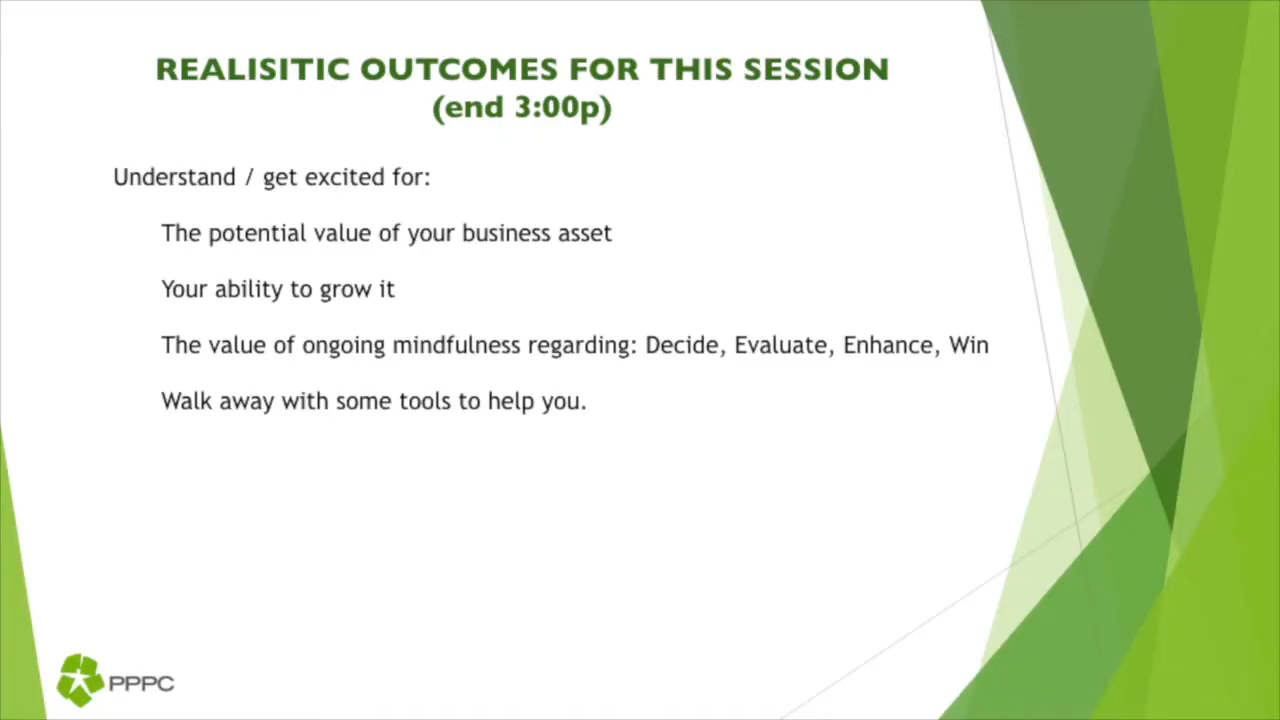 REALISITIC OUTCOMES FOR THIS SESSION
(end 3:00p)
Understand / get excited for:
The potential value of your business asset
Your ability to grow it
The value of ongoing mindfulness regarding: Decide, Evaluate, Enhance, Win
Walk away with some tools to help you.
PPPC